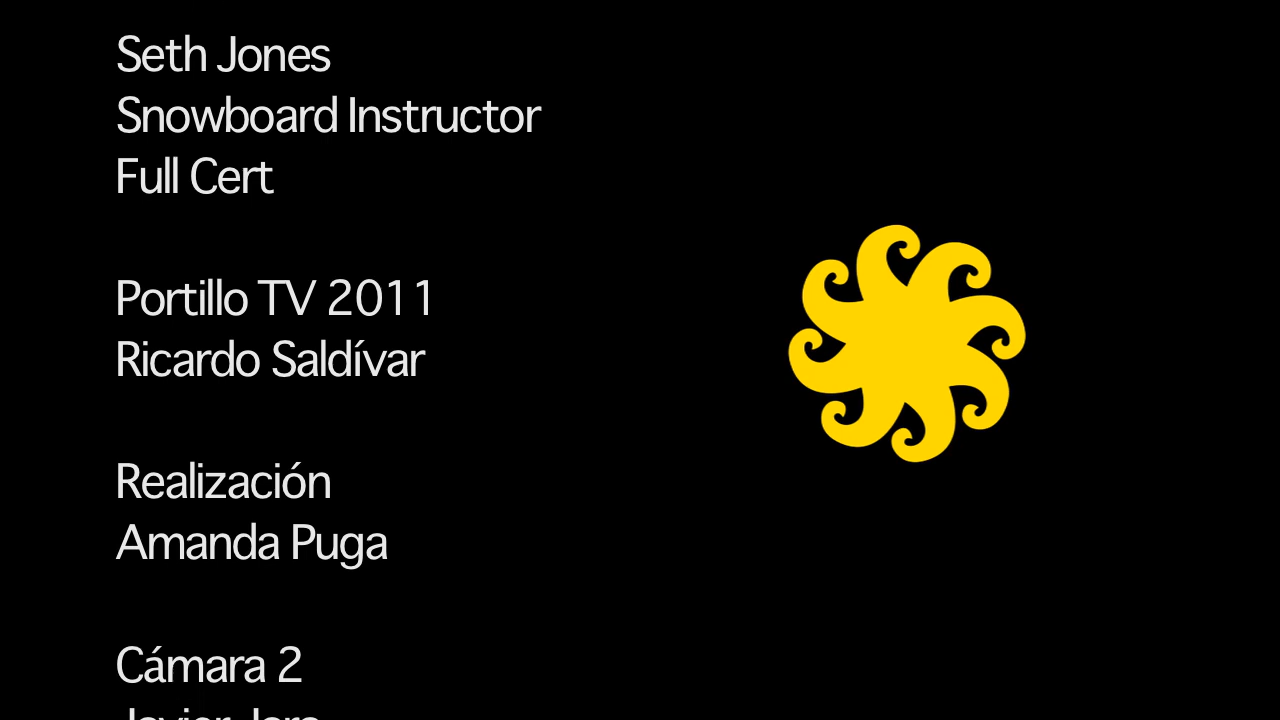 Seth Jones
Snowboard Instructor
Full Cert
Portillo TV 2011
Ricardo Saldívar
Realización
Amanda Puga
Cámara 2